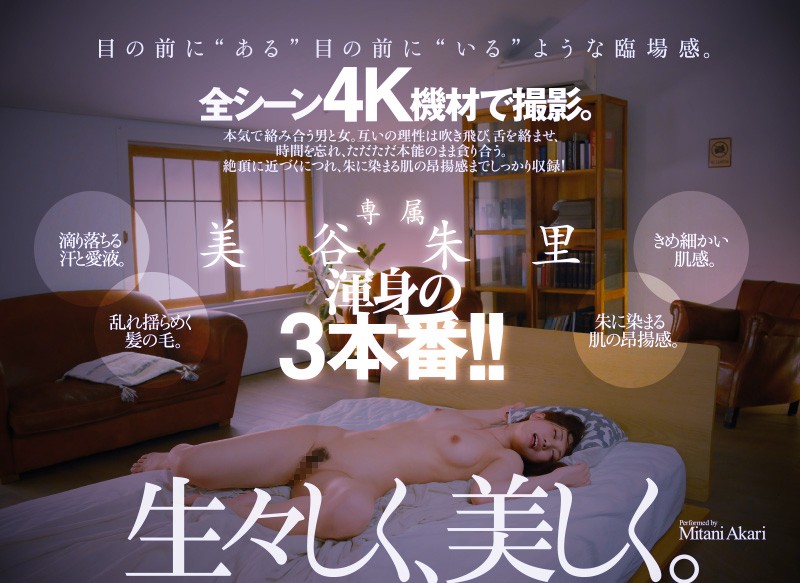 目の前に“ある”目の前に“いる”ような臨場感。
全シーン4K機材で撮影。
本気で絡み合う男と女。互いの理性は吹き飛び、舌を絡ませ、
時間を忘れ、ただただ本能のまま貪り合う。
絶頂に近づくにつれ、朱に染まる肌の昂揚感までしっかり収録!
専属
美谷朱里
渾身の
3本番!!
滴り落ちる
汗と愛液。
乱れ揺らめく
髪の毛。
きめ細かい
肌感。
朱に染まる
肌の昂揚感。
生々しく、美しく。
Performed by
Mitani Akari